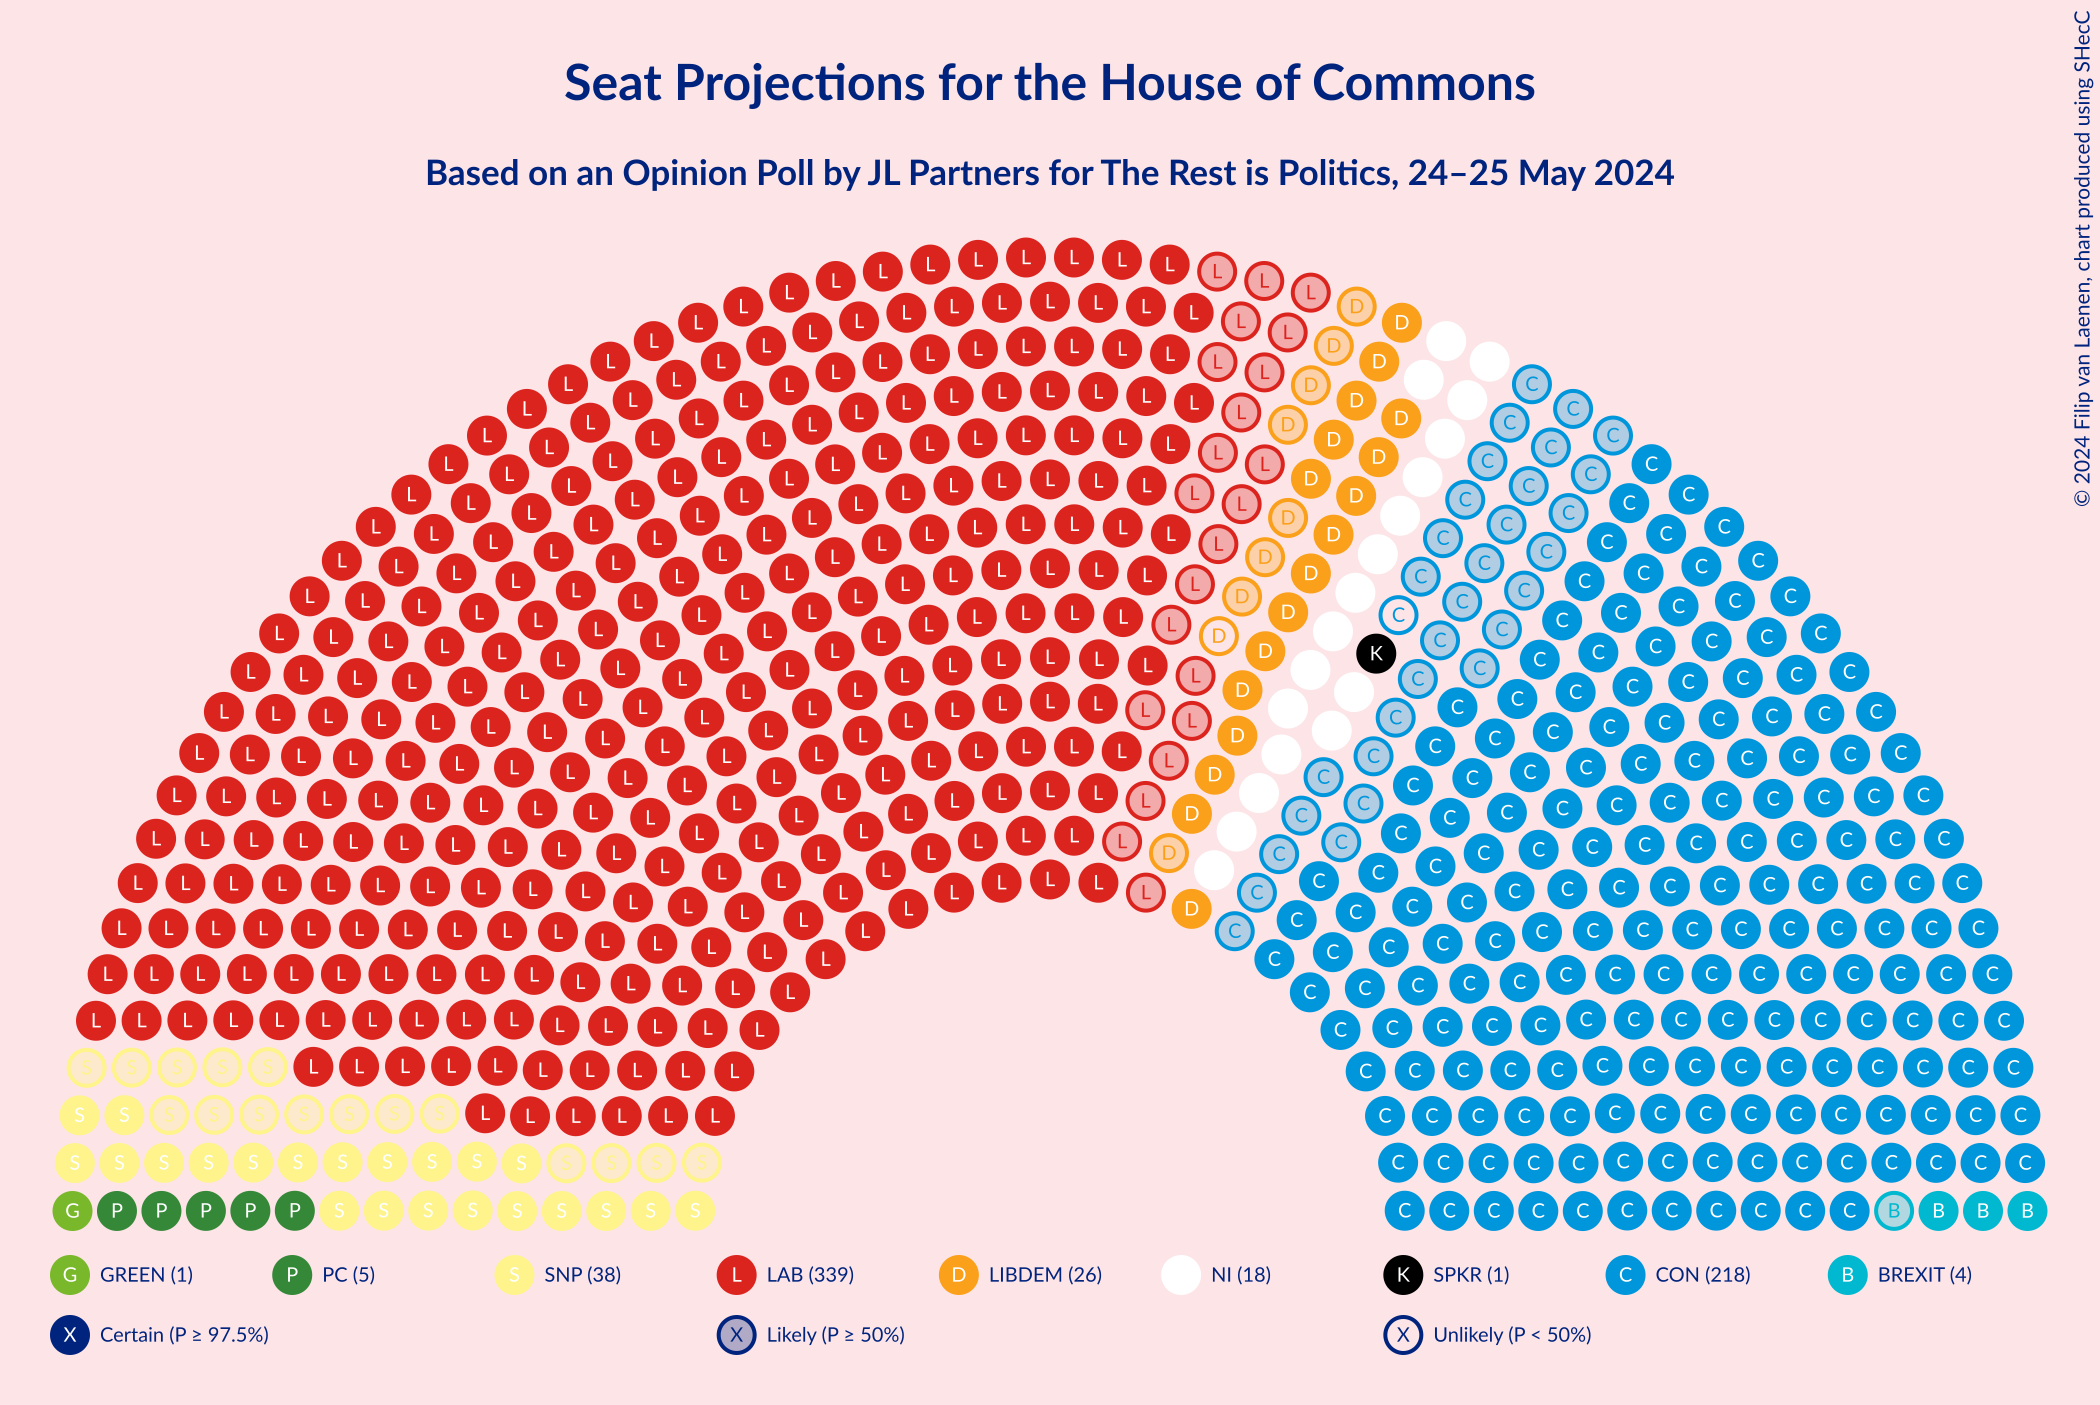 Seat Projections for the House of Commons
Based on an Opinion Poll by JL Partners for The Rest is Politics, 24–25 May 2024
© 2024 Filip van Laenen, chart produced using SHecC
G GREEN (1) P PC (5) S SNP (38) L LAB (339) D LIBDEM (26) NI (18) K SPKR (1) C CON (218) B BREXIT (4)
X Certain (P ≥ 97.5%) X Likely (P ≥ 50%) X Unlikely (P < 50%)